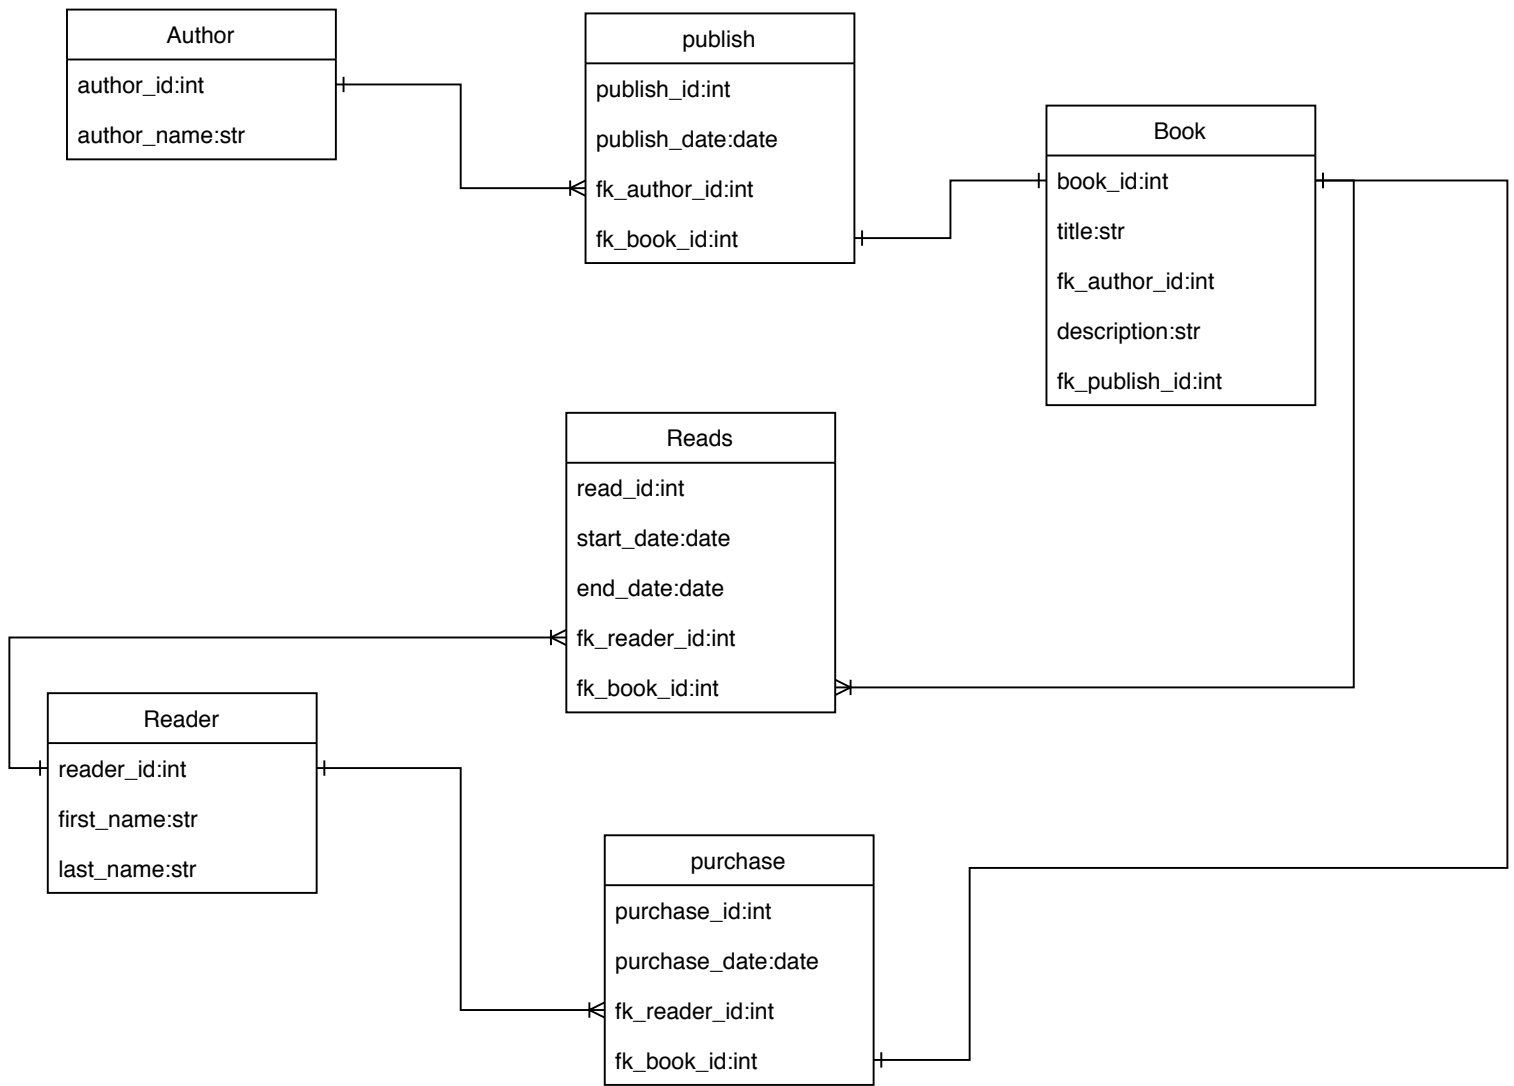 Author
author_id:int
author_name:str
publish
publish_id:int
publish_date:date
fk_author_id:int
fk_book_id:int
Book
book_id:int
title:str
fk_author_id:int
description:str
fk_publish_id:int
Reads
read_id:int
start_date:date
end_date:date
fk_reader_id:int
fk_book_id:int
Reader
reader_id:int
first_name:str
last_name:str
purchase
purchase_id:int
purchase_date:date
fk_reader_id:int
fk_book_id:int